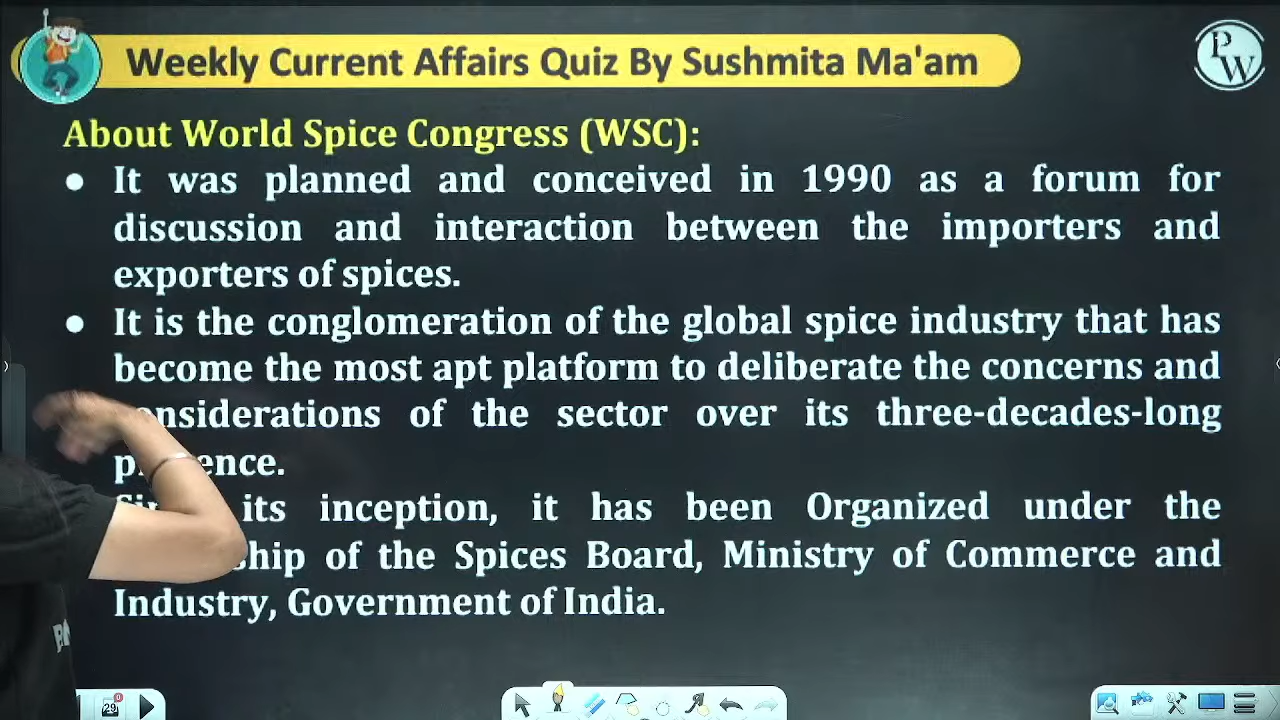 Weekly Current Affairs Quiz By Sushmita Ma'am
PW
About World Spice Congress (WSC):
● It was planned and conceived in 1990 as a forum for
discussion and interaction between the importers and
exporters of spices.
● It is the conglomeration of the global spice industry that has
become the most apt platform to deliberate the concerns and
onsiderations of the sector over its three-decades-long
ence.
its inception, it has been Organized under the
ship of the Spices Board, Ministry of Commerce and
Industry, Government of India.
29